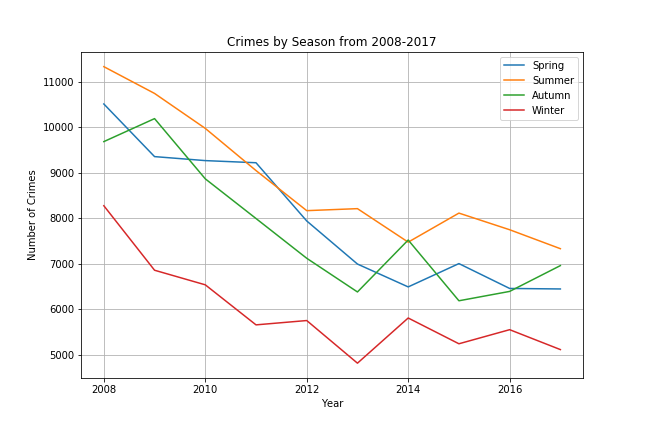 Crimes by Season from 2008-2017
Spring
Summer
Autumn
Winter
11000
10000
9000
8000
7000
6000
5000
Number of Crimes
2008
2010
2012
2014
2016
Year